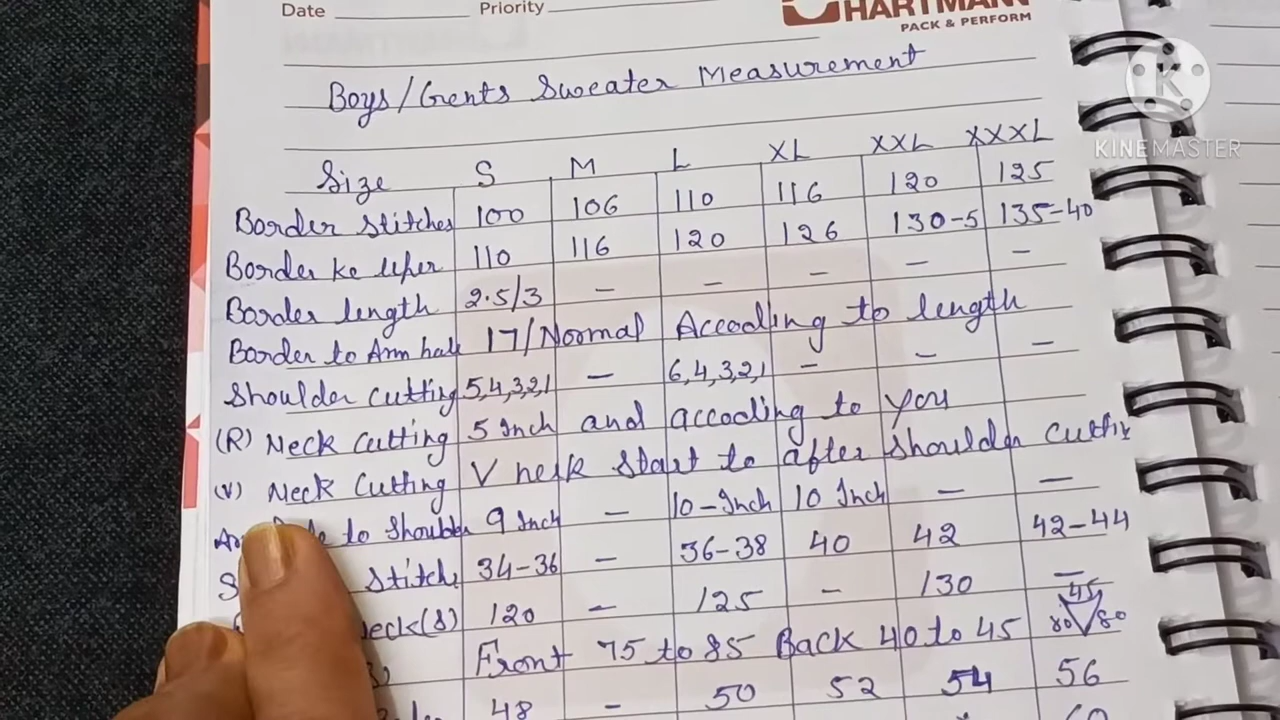 Date Priority HARTMANN
PACK & PERFORM
KINEMASTER
Boys/Gents Sweater Measurement
Size S M L XL XXL XXXL
Border stitches 100 106 110 116 120 125
Border ke uper 110 116 120 126 130-5 135-40
Border length 2.5/3 - - - - -
Border to Arm hale 17/Normal Accoding to length
Shoulder cutting 5,4,3,2,1 - 6,4,3,2,1 - - -
(R) Neck Cutting 5 Inch and accoding to you
(V) Neck Cutting V neck start to after shoulder
to Shoulder 9 Inch - 10-Inch 10 Inch - -
Stitch 34-36 - 36-38 40 42 42-44
Neck(S) 120 - 125 - 130 -
Front 75 to 85 Back 40 to 45 45 80 80
48 - 50 52 54 56